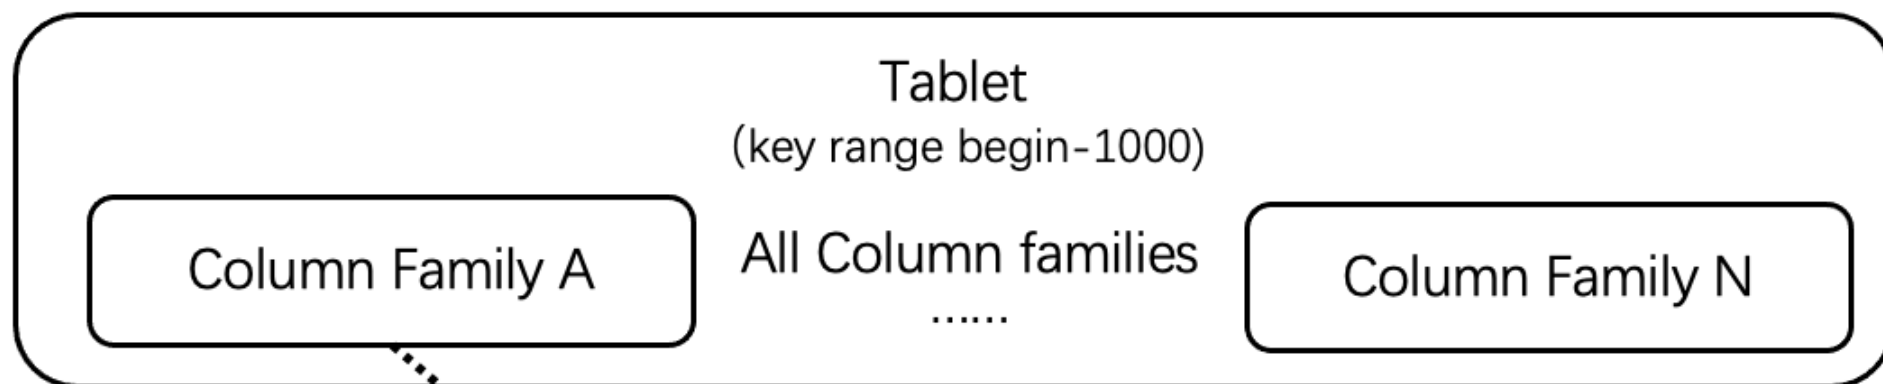 Tablet
(key range begin-1000)
Column Family A
All Column families
......
Column Family N